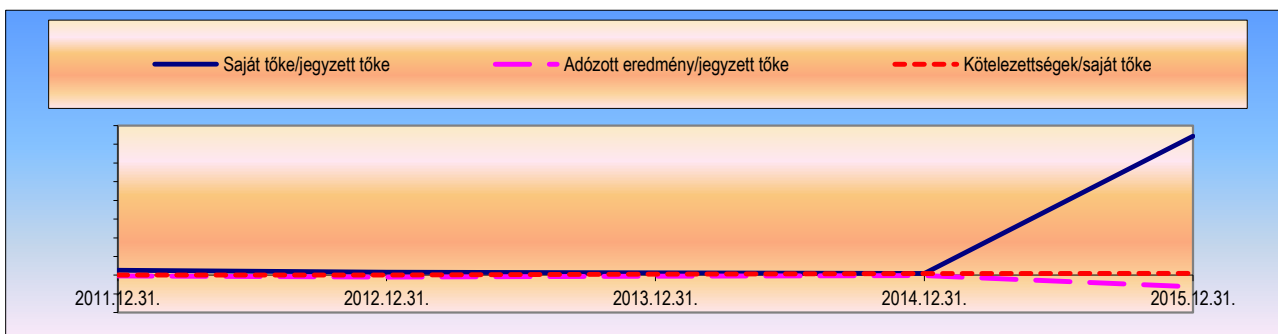 Saját tőke/jegyzett tőke Adózott eredmény/jegyzett tőke Kötelezettségek/saját tőke
2011.12.31. 2012.12.31. 2013.12.31. 2014.12.31. 2015.12.31.